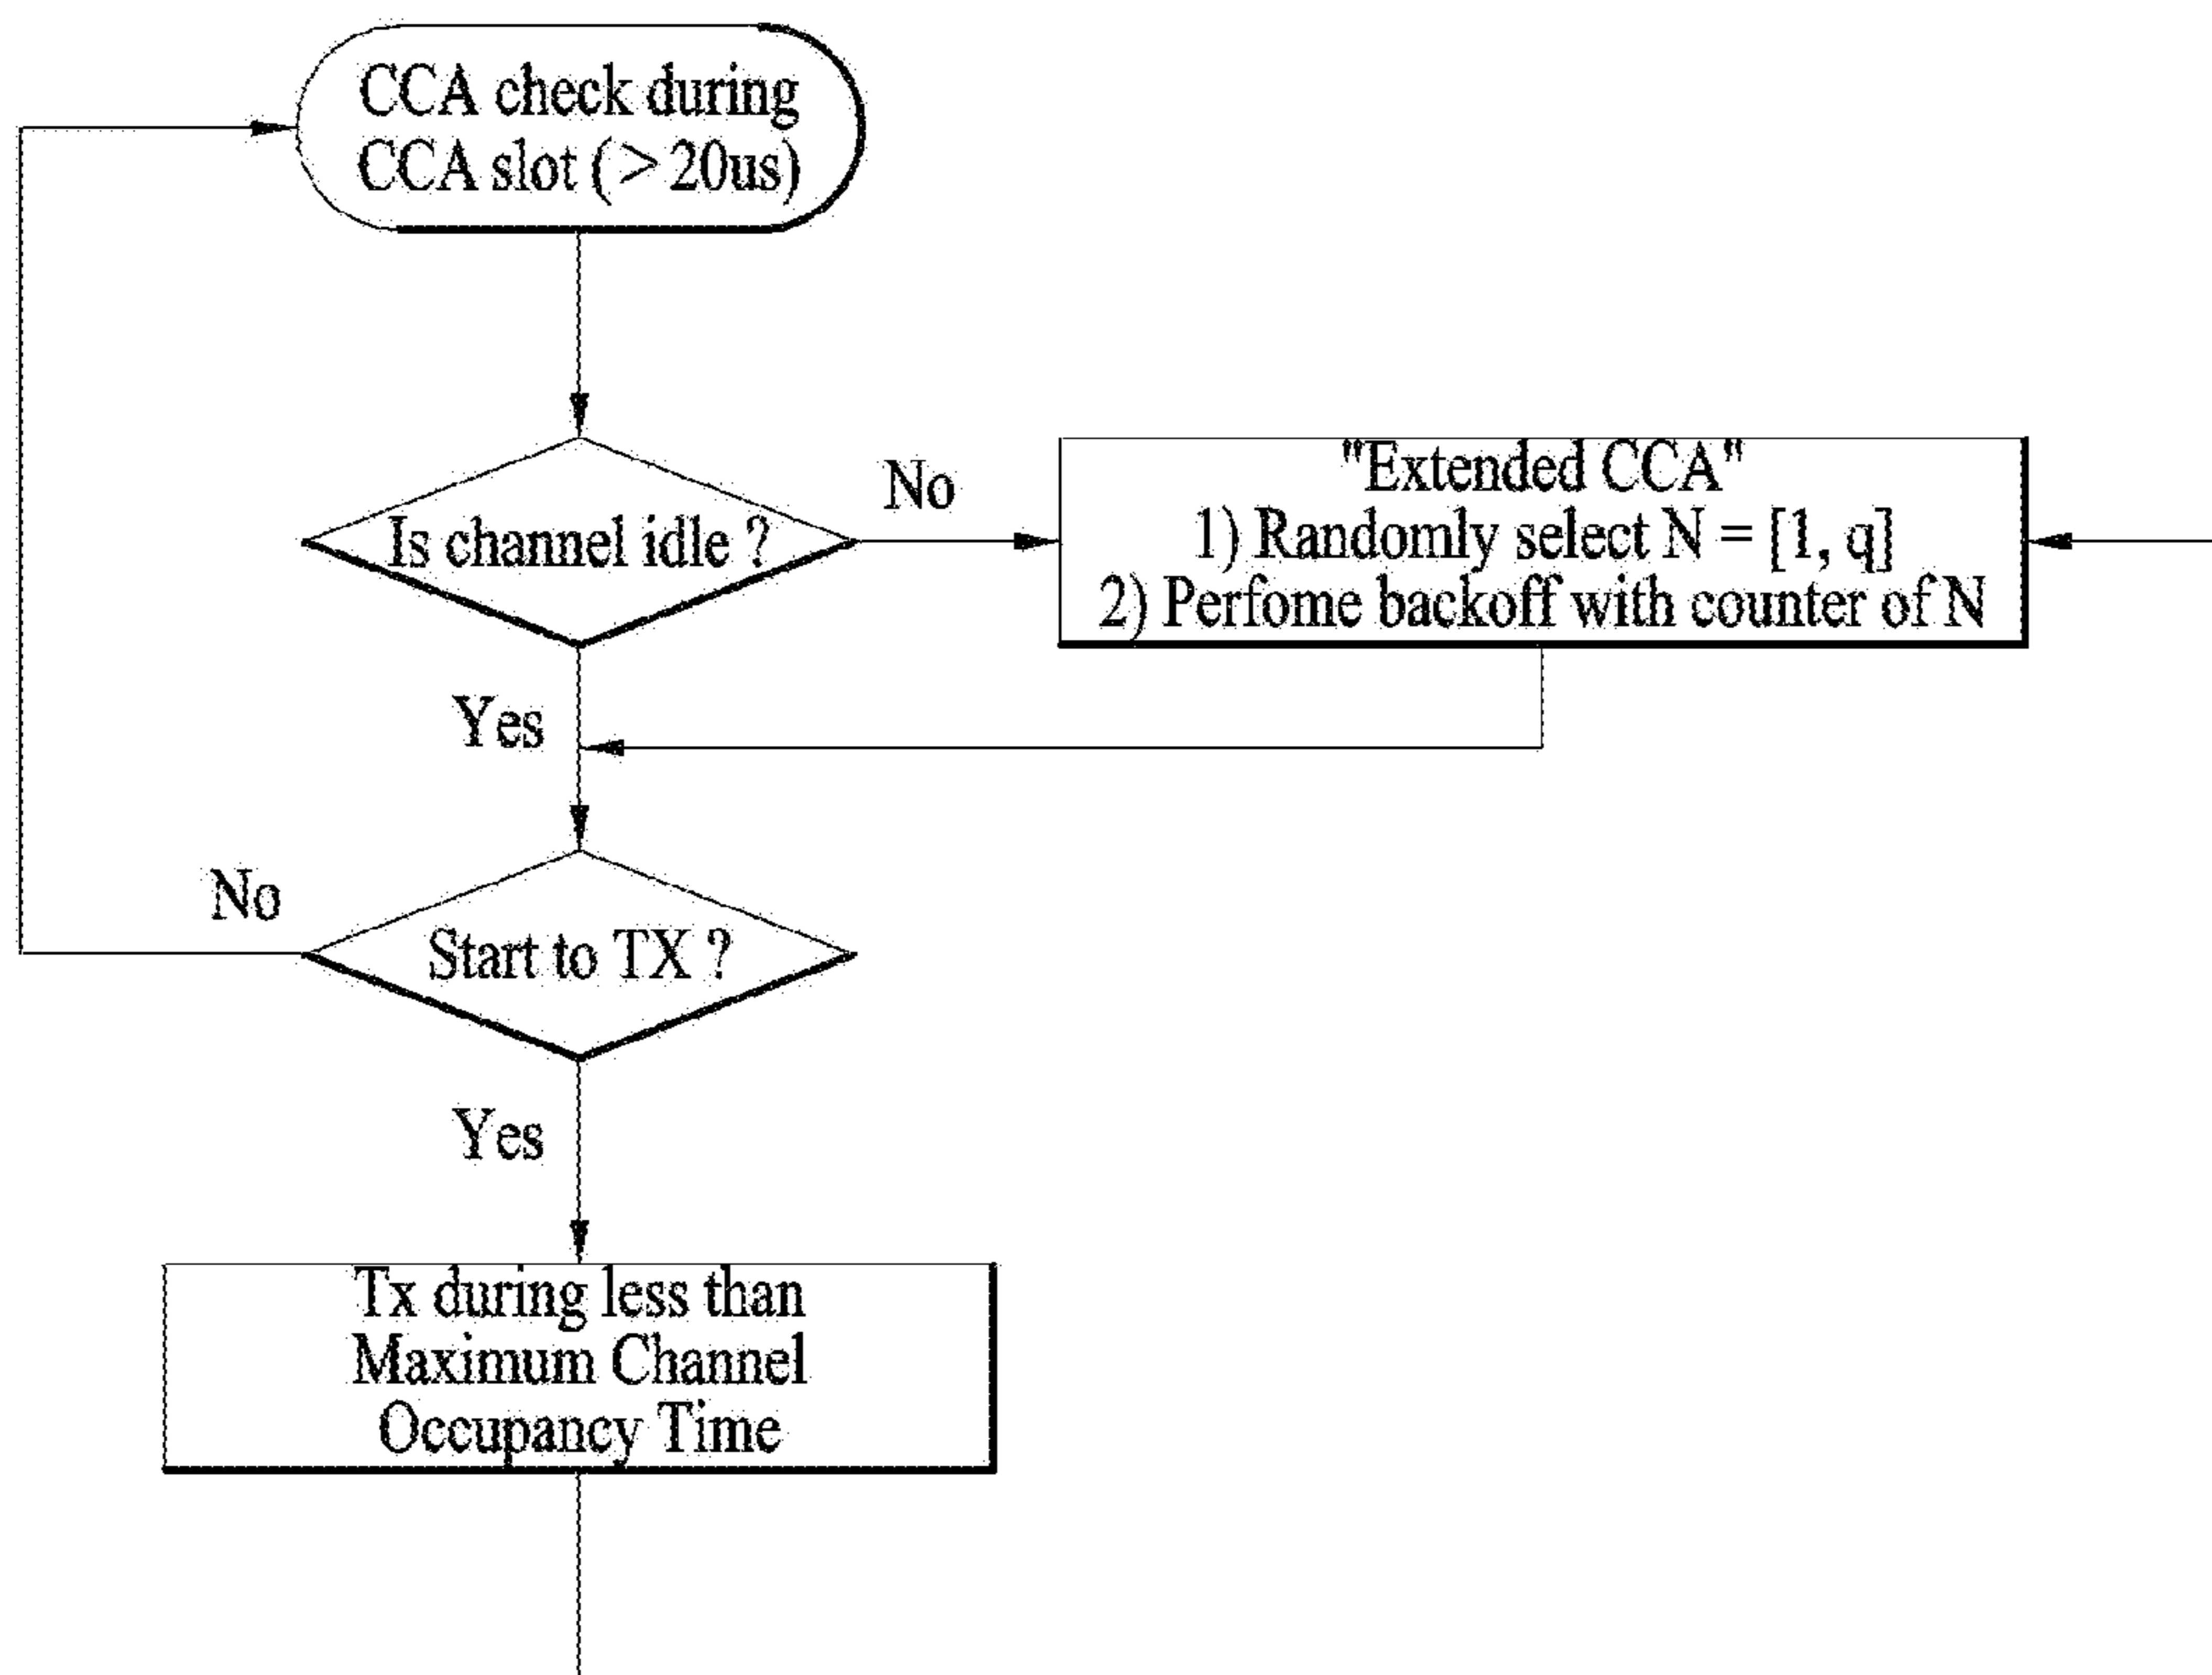 CCA check during
CCA slot (> 20us)
Is channel idle ?
No
"Extended CCA"
1) Randomly select N = [1, q]
2) Perfome backoff with counter of N
Yes
No
Start to TX ?
Yes
Tx during less than
Maximum Channel
Occupancy Time